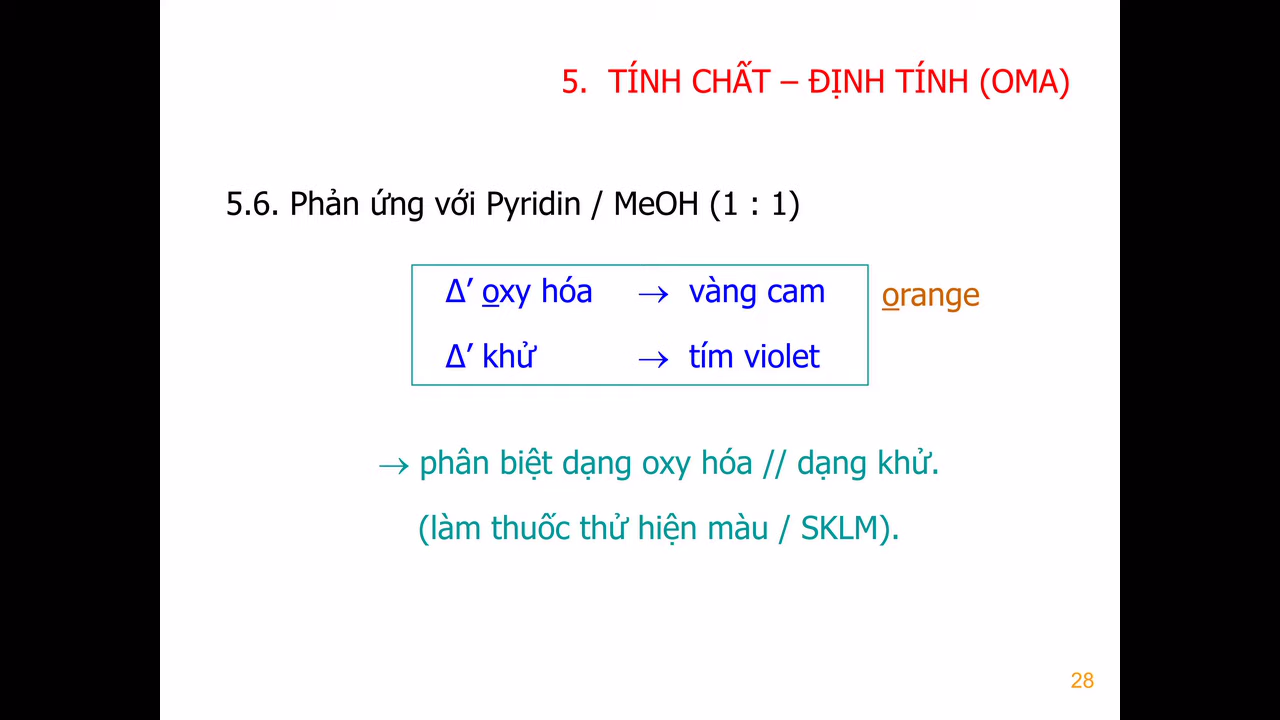 5. TÍNH CHẤT – ĐỊNH TÍNH (OMA)
5.6. Phản ứng với Pyridin / MeOH (1 : 1)
Δ’ oxy hóa → vàng cam orange
Δ’ khử → tím violet
→ phân biệt dạng oxy hóa // dạng khử.
(làm thuốc thử hiện màu / SKLM).
28